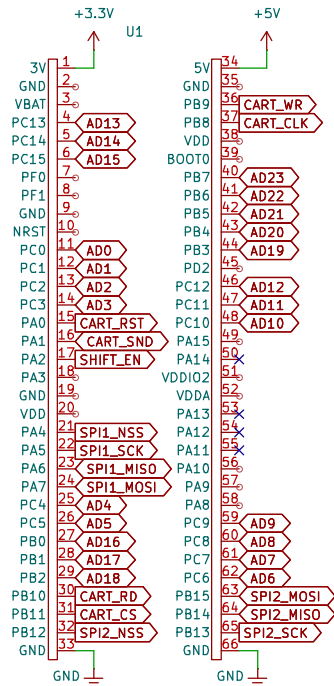 +3.3V
U1
3V 1
GND 2
VBAT 3
PC13 4 AD13
PC14 5 AD14
PC15 6 AD15
PF0 7
PF1 8
GND 9
NRST 10
PC0 11 AD0
PC1 12 AD1
PC2 13 AD2
PC3 14 AD3
PA0 15 CART_RST
PA1 16 CART_SND
PA2 17 SHIFT_EN
PA3 18
GND 19
VDD 20
PA4 21 SPI1_NSS
PA5 22 SPI1_SCK
PA6 23 SPI1_MISO
PA7 24 SPI1_MOSI
PC4 25 AD4
PC5 26 AD5
PB0 27 AD16
PB1 28 AD17
PB2 29 AD18
PB10 30 CART_RD
PB11 31 CART_CS
PB12 32 SPI2_NSS
GND 33
GND
+5V
5V 34
GND 35
PB9 36 CART_WR
PB8 37 CART_CLK
VDD 38
BOOT0 39
PB7 40 AD23
PB6 41 AD22
PB5 42 AD21
PB4 43 AD20
PB3 44 AD19
PD2 45
PC12 46 AD12
PC11 47 AD11
PC10 48 AD10
PA15 49
PA14 50
VDDIO2 51
VDDA 52
PA13 53
PA12 54
PA11 55
PA10 56
PA9 57
PA8 58
PC9 59 AD9
PC8 60 AD8
PC7 61 AD7
PC6 62 AD6
PB15 63 SPI2_MOSI
PB14 64 SPI2_MISO
PB13 65 SPI2_SCK
GND 66
GND